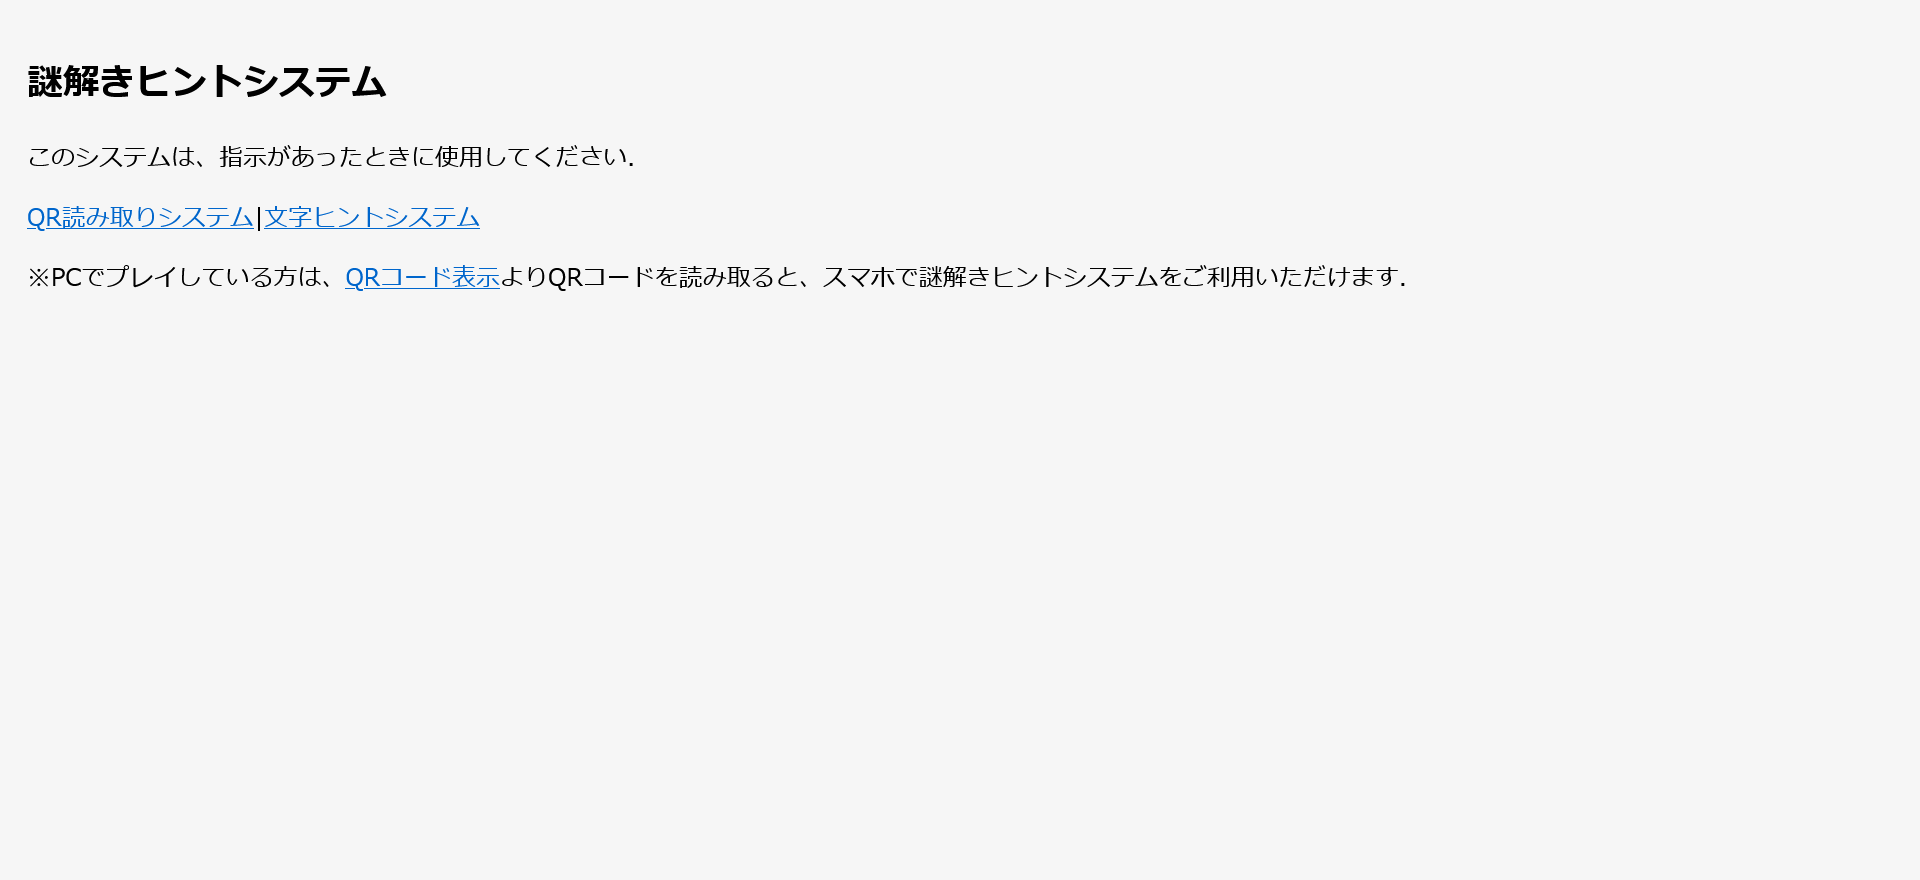 謎解きヒントシステム
このシステムは、指示があったときに使用してください.
QR読み取りシステム|文字ヒントシステム
※PCでプレイしている方は、QRコード表示よりQRコードを読み取ると、スマホで謎解きヒントシステムをご利用いただけます.